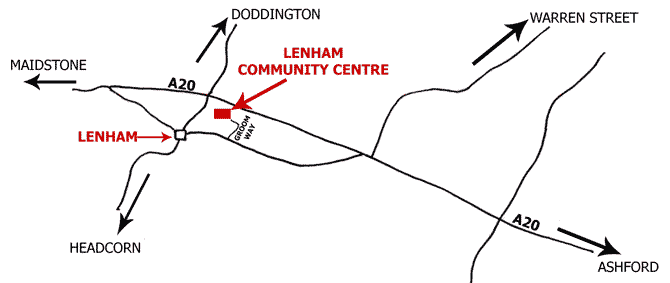 DODDINGTON
WARREN STREET
LENHAM
COMMUNITY CENTRE
MAIDSTONE
A20
GROOM
WAY
LENHAM
A20
HEADCORN
ASHFORD